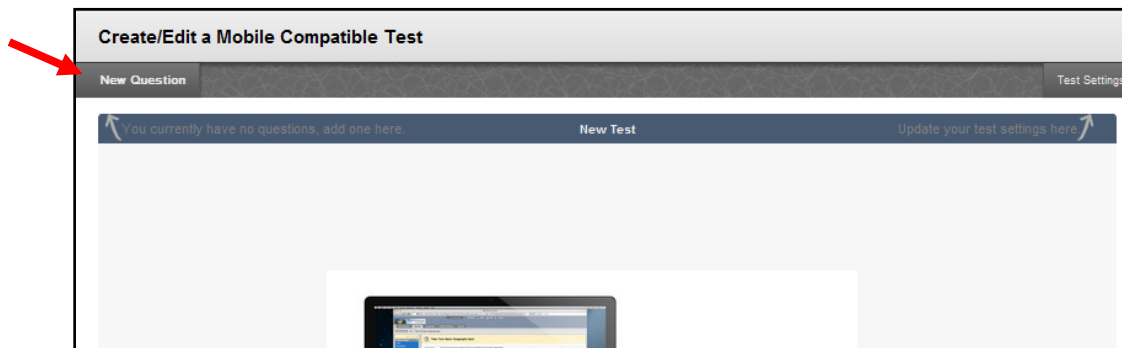 Create/Edit a Mobile Compatible Test
New Question
Test Settings
You currently have no questions, add one here.
New Test
Update your test settings here